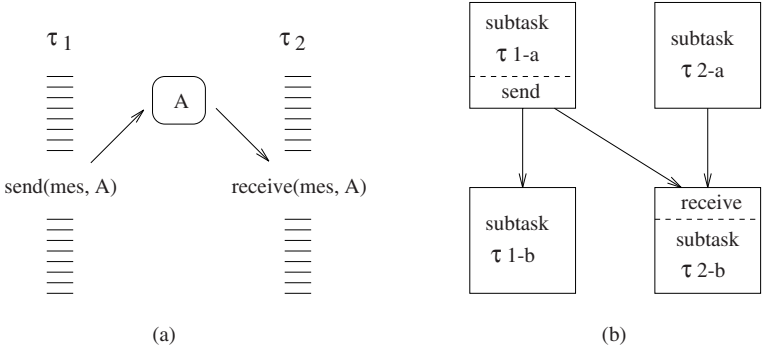 τ 1
τ 2
A
send(mes, A)
receive(mes, A)
(a)
subtask
τ 1-a
send
subtask
τ 2-a
subtask
τ 1-b
receive
subtask
τ 2-b
(b)